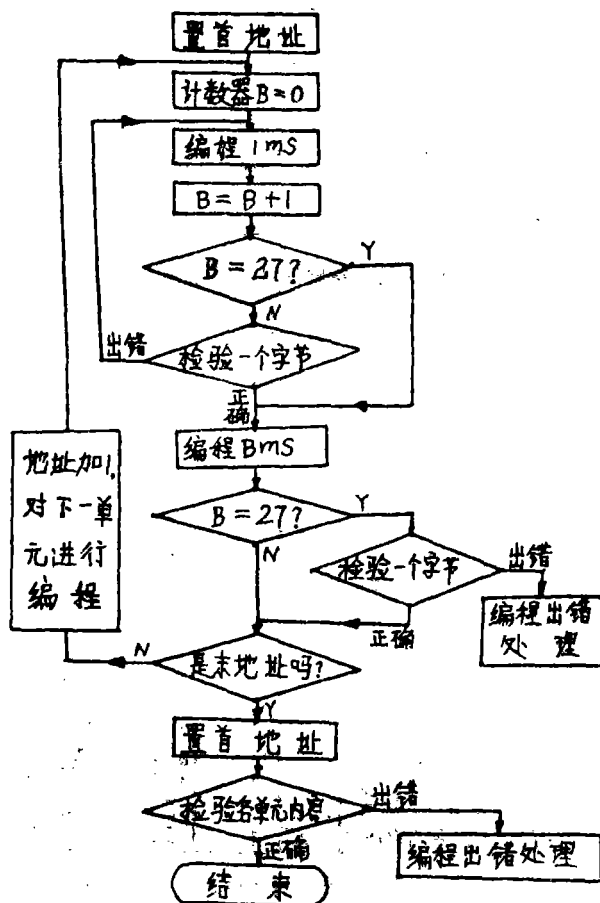 置首地址
计数器B=0
编程1mS
B=B+1
B=27?
Y
N
检验一个字节
出错
正
确
编程BmS
地址加1,
对下一单
元进行
编程
B=27?
Y
N
检验一个字节
出错
正确
编程出错
处理
是末地址吗?
N
Y
置首地址
检验各单元内容
出错
正确
编程出错处理
结束